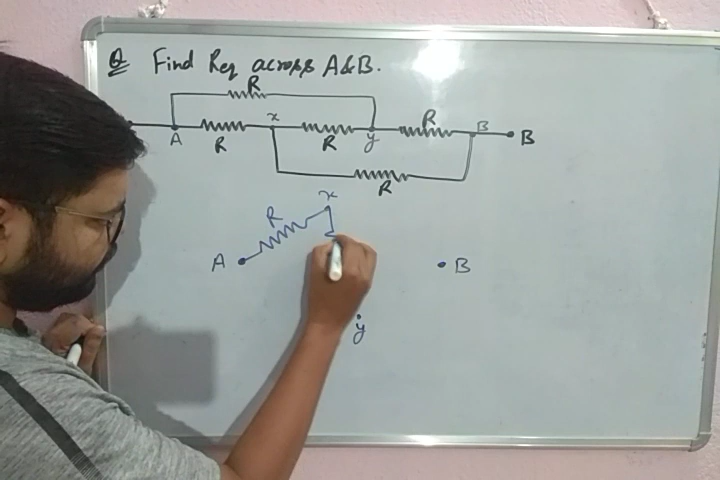 Q Find Req across A&B.
R
A R x R y R B B
R
x
R
A B
y